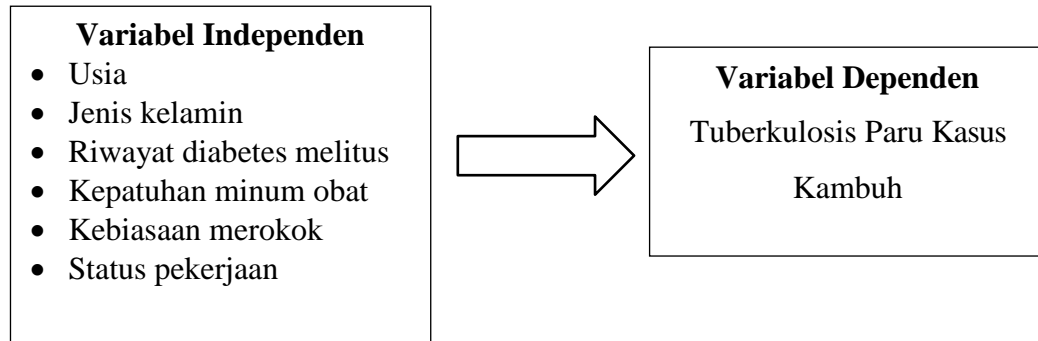 Variabel Independen
• Usia
• Jenis kelamin
• Riwayat diabetes melitus
• Kepatuhan minum obat
• Kebiasaan merokok
• Status pekerjaan
Variabel Dependen
Tuberkulosis Paru Kasus
Kambuh